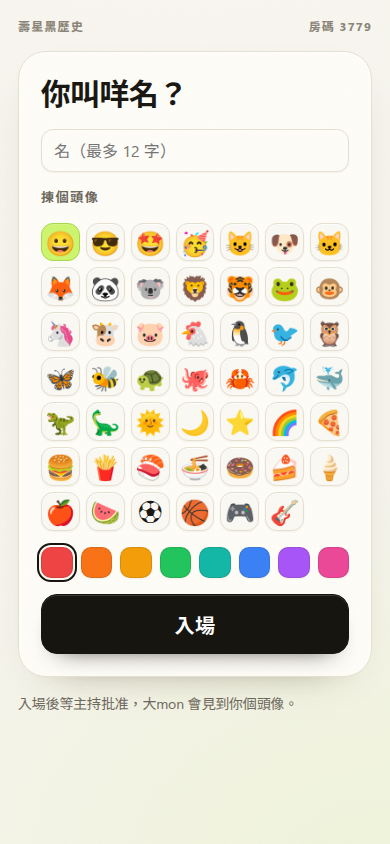 壽星黑歷史
房碼 3779
你叫咩名？
名（最多 12 字）
揀個頭像
入場
入場後等主持批准，大mon 會見到你個頭像。